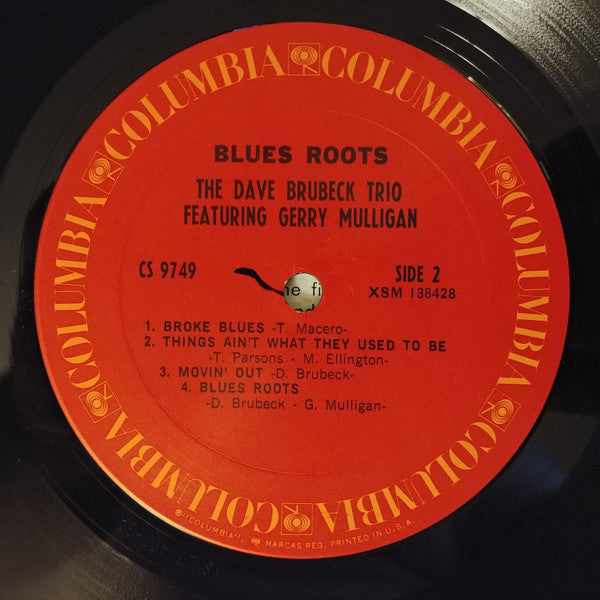 COLUMBIA COLUMBIA COLUMBIA COLUMBIA COLUMBIA COLUMBIA
BLUES ROOTS
THE DAVE BRUBECK TRIO
FEATURING GERRY MULLIGAN
CS 9749
SIDE 2
XSM 138428
he fi
1. BROKE BLUES -T. Macero-
2. THINGS AIN'T WHAT THEY USED TO BE
-T. Parsons - M. Ellington-
3. MOVIN' OUT -D. Brubeck-
4. BLUES ROOTS
-D. Brubeck - G. Mulligan-
®"COLUMBIA", MARCAS REG. PRINTED IN U.S.A.